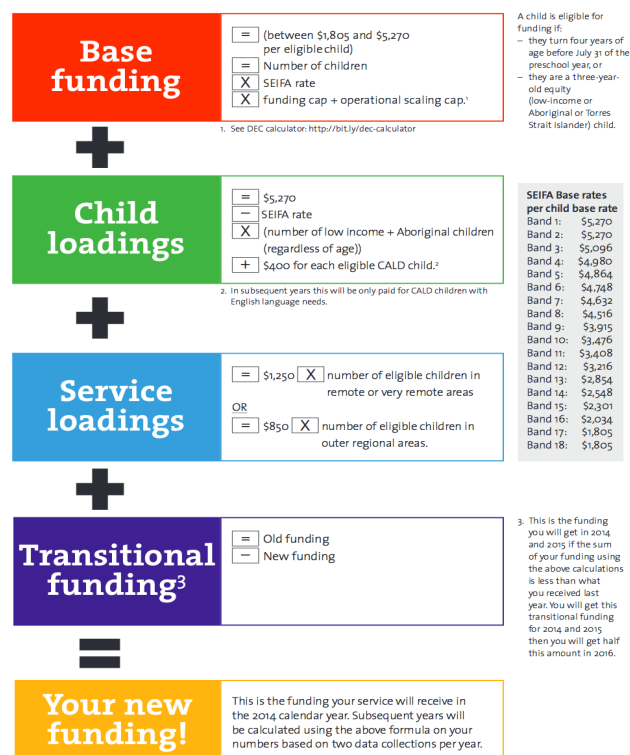 Base
funding
= (between $1,805 and $5,270
per eligible child)
= Number of children
X SEIFA rate
X funding cap + operational scaling cap.1
1. See DEC calculator: http://bit.ly/dec-calculator
A child is eligible for
funding if:
– they turn four years of
age before July 31 of the
preschool year, or
– they are a three-year-
old equity
(low-income or
Aboriginal or Torres
Strait Islander) child.
+
Child
loadings
= $5,270
– SEIFA rate
X (number of low income + Aboriginal children
(regardless of age))
+ $400 for each eligible CALD child.2
2. In subsequent years this will be only paid for CALD children with
English language needs.
SEIFA Base rates
per child base rate
Band 1: $5,270
Band 2: $5,270
Band 3: $5,096
Band 4: $4,980
Band 5: $4,864
Band 6: $4,748
Band 7: $4,632
Band 8: $4,516
Band 9: $3,915
Band 10: $3,476
Band 11: $3,408
Band 12: $3,216
Band 13: $2,854
Band 14: $2,548
Band 15: $2,301
Band 16: $2,034
Band 17: $1,805
Band 18: $1,805
+
Service
loadings
= $1,250 X number of eligible children in
remote or very remote areas
OR
= $850 X number of eligible children in
outer regional areas.
+
Transitional
funding3
= Old funding
– New funding
3. This is the funding
you will get in 2014
and 2015 if the sum
of your funding using
the above calculations
is less than what
you received last
year. You will get this
transitional funding
for 2014 and 2015
then you will get half
this amount in 2016.
=
Your new
funding!
This is the funding your service will receive in
the 2014 calendar year. Subsequent years will
be calculated using the above formula on your
numbers based on two data collections per year.